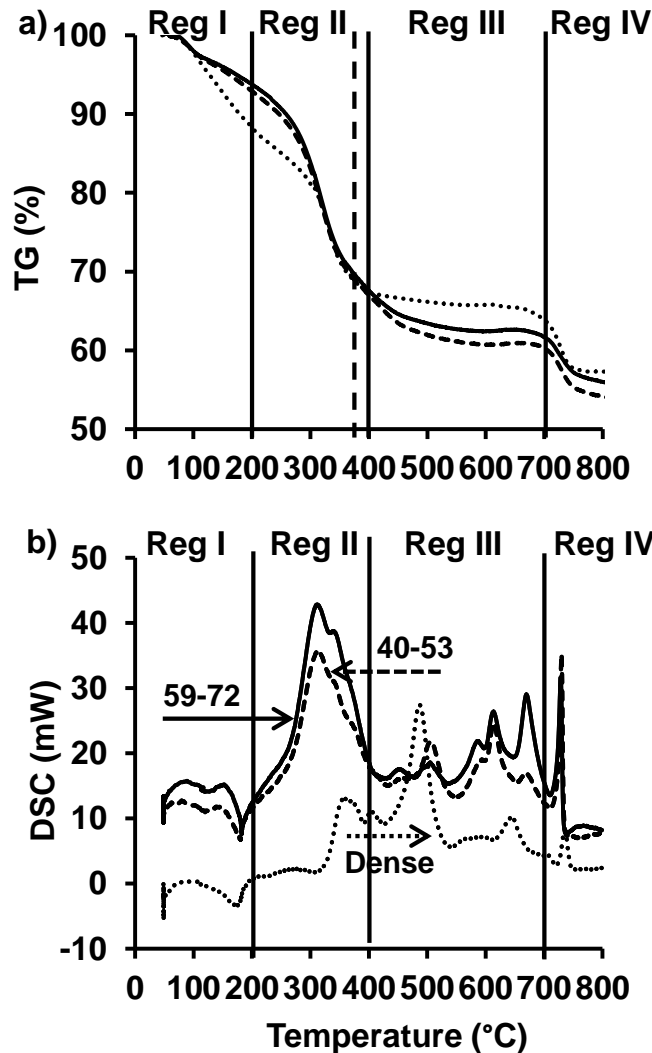 a)
Reg I Reg II Reg III Reg IV
100
90
80
70
60
50
TG (%)
0 100 200 300 400 500 600 700 800
b)
Reg I Reg II Reg III Reg IV
50
40
30
20
10
0
-10
DSC (mW)
40-53
59-72
Dense
0 100 200 300 400 500 600 700 800
Temperature (°C)